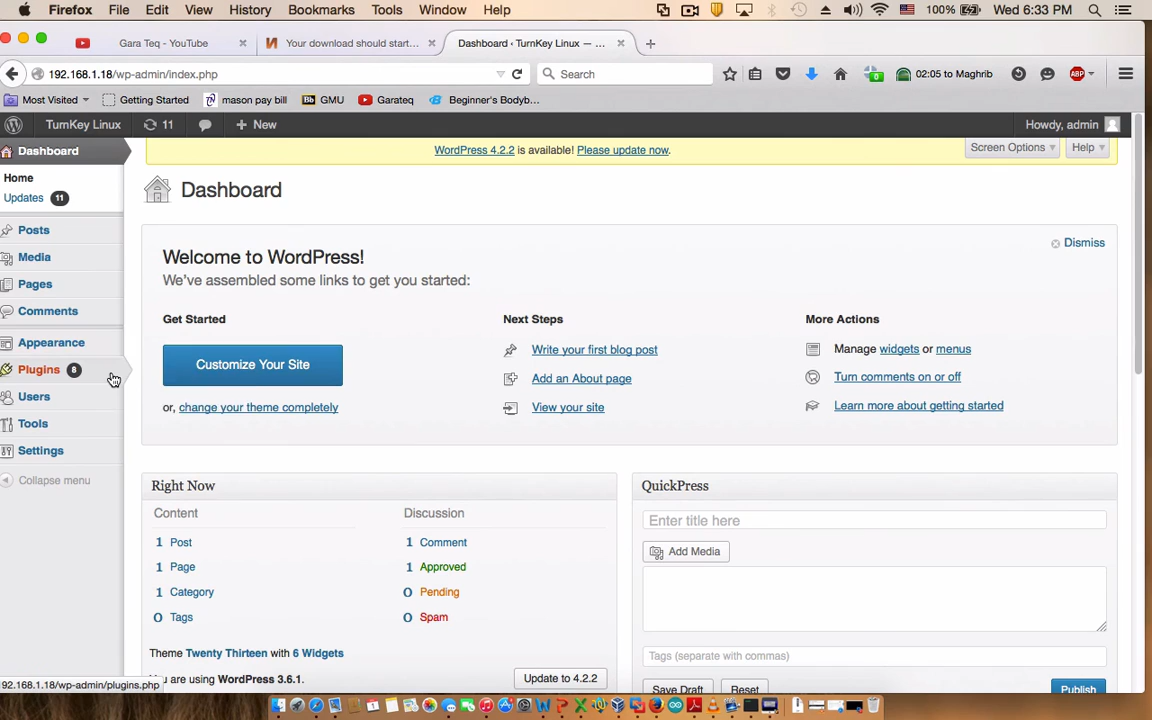 Firefox File Edit View History Bookmarks Tools Window Help 100% Wed 6:33 PM
Gara Teq - YouTube × Your download should start... × Dashboard ‹ TurnKey Linux — ... × +
192.168.1.18/wp-admin/index.php Search 0 02:05 to Maghrib ABP
Most Visited Getting Started mason pay bill Bb GMU Garateq Beginner's Bodyb...
TurnKey Linux 11 + New Howdy, admin
Dashboard
WordPress 4.2.2 is available! Please update now.
Screen Options Help
Home
Updates 11
Dashboard
Posts
Media
Pages
Comments
Appearance
Plugins 8
Users
Tools
Settings
Collapse menu
Welcome to WordPress!
Dismiss
We've assembled some links to get you started:
Get Started
Customize Your Site
or, change your theme completely
Next Steps
Write your first blog post
Add an About page
View your site
More Actions
Manage widgets or menus
Turn comments on or off
Learn more about getting started
Right Now
Content
1 Post
1 Page
1 Category
0 Tags
Discussion
1 Comment
1 Approved
0 Pending
0 Spam
Theme Twenty Thirteen with 6 Widgets
You are using WordPress 3.6.1.
Update to 4.2.2
QuickPress
Enter title here
Add Media
Tags (separate with commas)
Save Draft Reset Publish
92.168.1.18/wp-admin/plugins.php